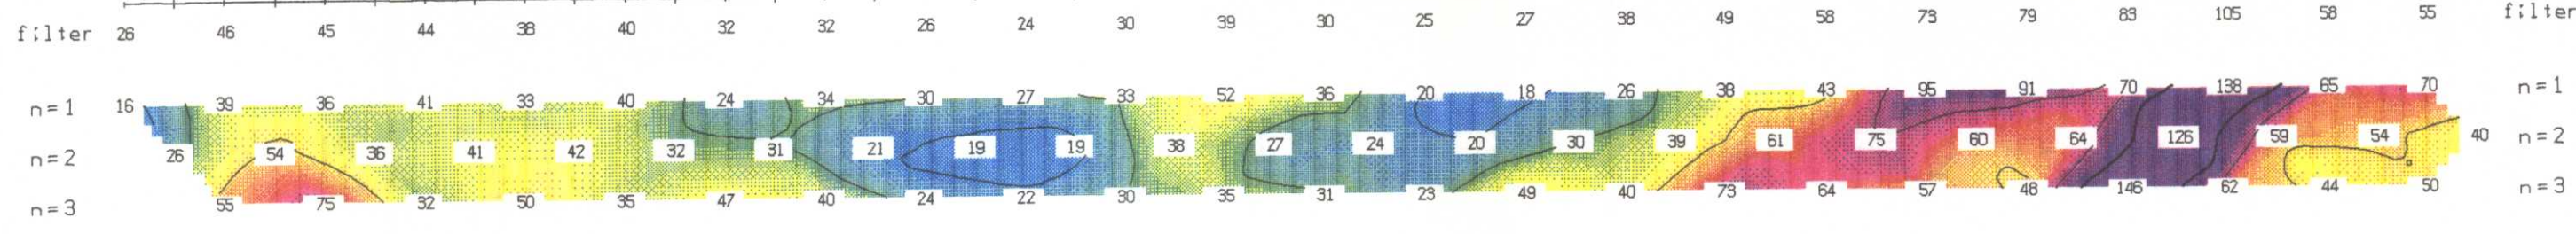 filter 26 46 45 44 38 40 32 32 26 24 30 39 30 25 27 38 49 58 73 79 83 105 58 55 filter
n=1 16 39 36 41 33 40 24 34 30 27 33 52 36 20 18 26 38 43 95 91 70 138 65 70 n=1
n=2 26 54 36 41 42 32 31 21 19 19 38 27 24 20 30 39 61 75 60 64 126 59 54 40 n=2
n=3 55 75 32 50 35 47 40 24 22 30 35 31 23 49 40 73 64 57 48 146 62 44 50 n=3